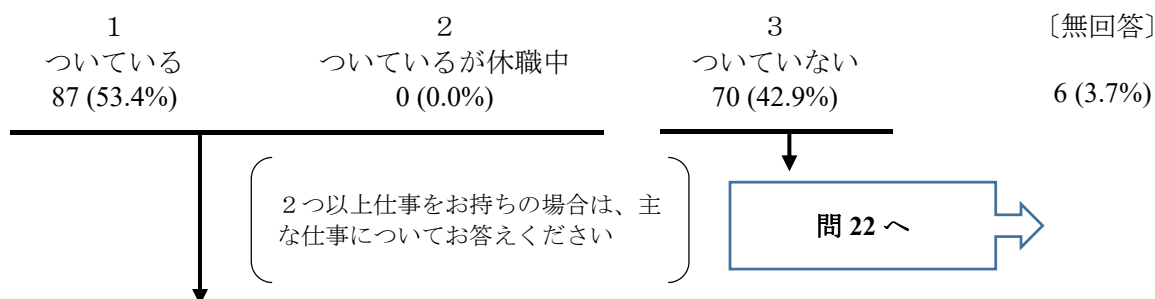 １ ２ ３ 〔無回答〕
ついている ついているが休職中 ついていない
87 (53.4%) 0 (0.0%) 70 (42.9%) 6 (3.7%)
２つ以上仕事をお持ちの場合は、主
な仕事についてお答えください
問 22 へ